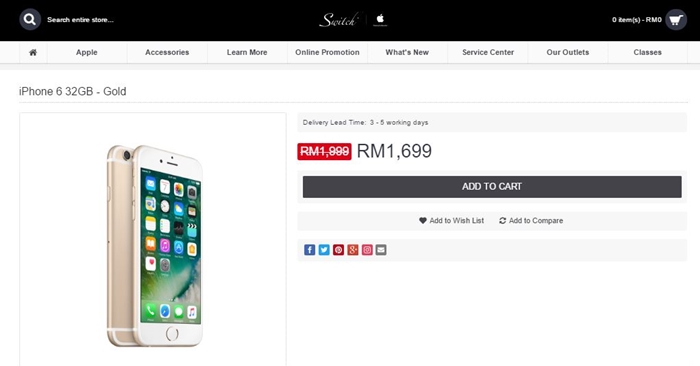 Search entire store...
Switch
0 item(s) - RM0
Apple
Accessories
Learn More
Online Promotion
What's New
Service Center
Our Outlets
Classes
iPhone 6 32GB - Gold
Delivery Lead Time: 3 - 5 working days
RM1,999 RM1,699
ADD TO CART
Add to Wish List
Add to Compare